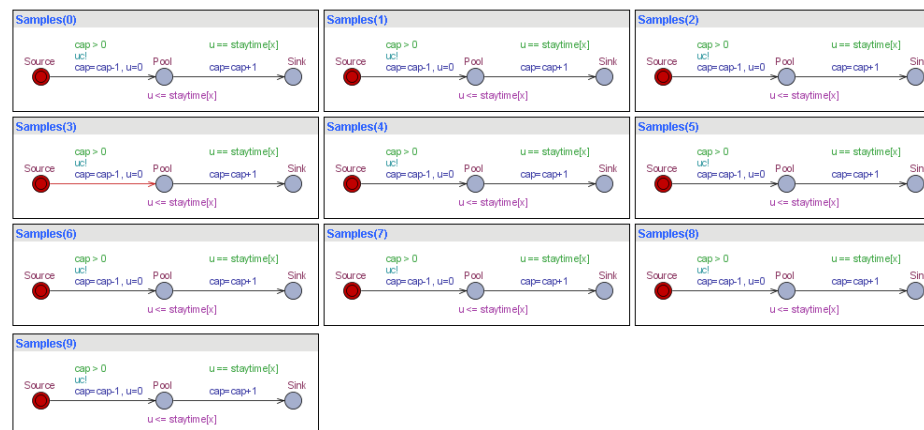 Samples(0)
cap > 0
u == staytime[x]
uc!
Source
Pool
Sink
cap=cap-1, u=0
cap=cap+1
u <= staytime[x]
Samples(1)
cap > 0
u == staytime[x]
uc!
Source
Pool
Sink
cap=cap-1, u=0
cap=cap+1
u <= staytime[x]
Samples(2)
cap > 0
u == staytime[x]
uc!
Source
Pool
Sin
cap=cap-1, u=0
cap=cap+1
u <= staytime[x]
Samples(3)
cap > 0
u == staytime[x]
uc!
Source
Pool
Sink
cap=cap-1, u=0
cap=cap+1
u <= staytime[x]
Samples(4)
cap > 0
u == staytime[x]
uc!
Source
Pool
Sink
cap=cap-1, u=0
cap=cap+1
u <= staytime[x]
Samples(5)
cap > 0
u == staytime[x]
uc!
Source
Pool
Sin
cap=cap-1, u=0
cap=cap+1
u <= staytime[x]
Samples(6)
cap > 0
u == staytime[x]
uc!
Source
Pool
Sink
cap=cap-1, u=0
cap=cap+1
u <= staytime[x]
Samples(7)
cap > 0
u == staytime[x]
uc!
Source
Pool
Sink
cap=cap-1, u=0
cap=cap+1
u <= staytime[x]
Samples(8)
cap > 0
u == staytime[x]
uc!
Source
Pool
Sin
cap=cap-1, u=0
cap=cap+1
u <= staytime[x]
Samples(9)
cap > 0
u == staytime[x]
uc!
Source
Pool
Sink
cap=cap-1, u=0
cap=cap+1
u <= staytime[x]